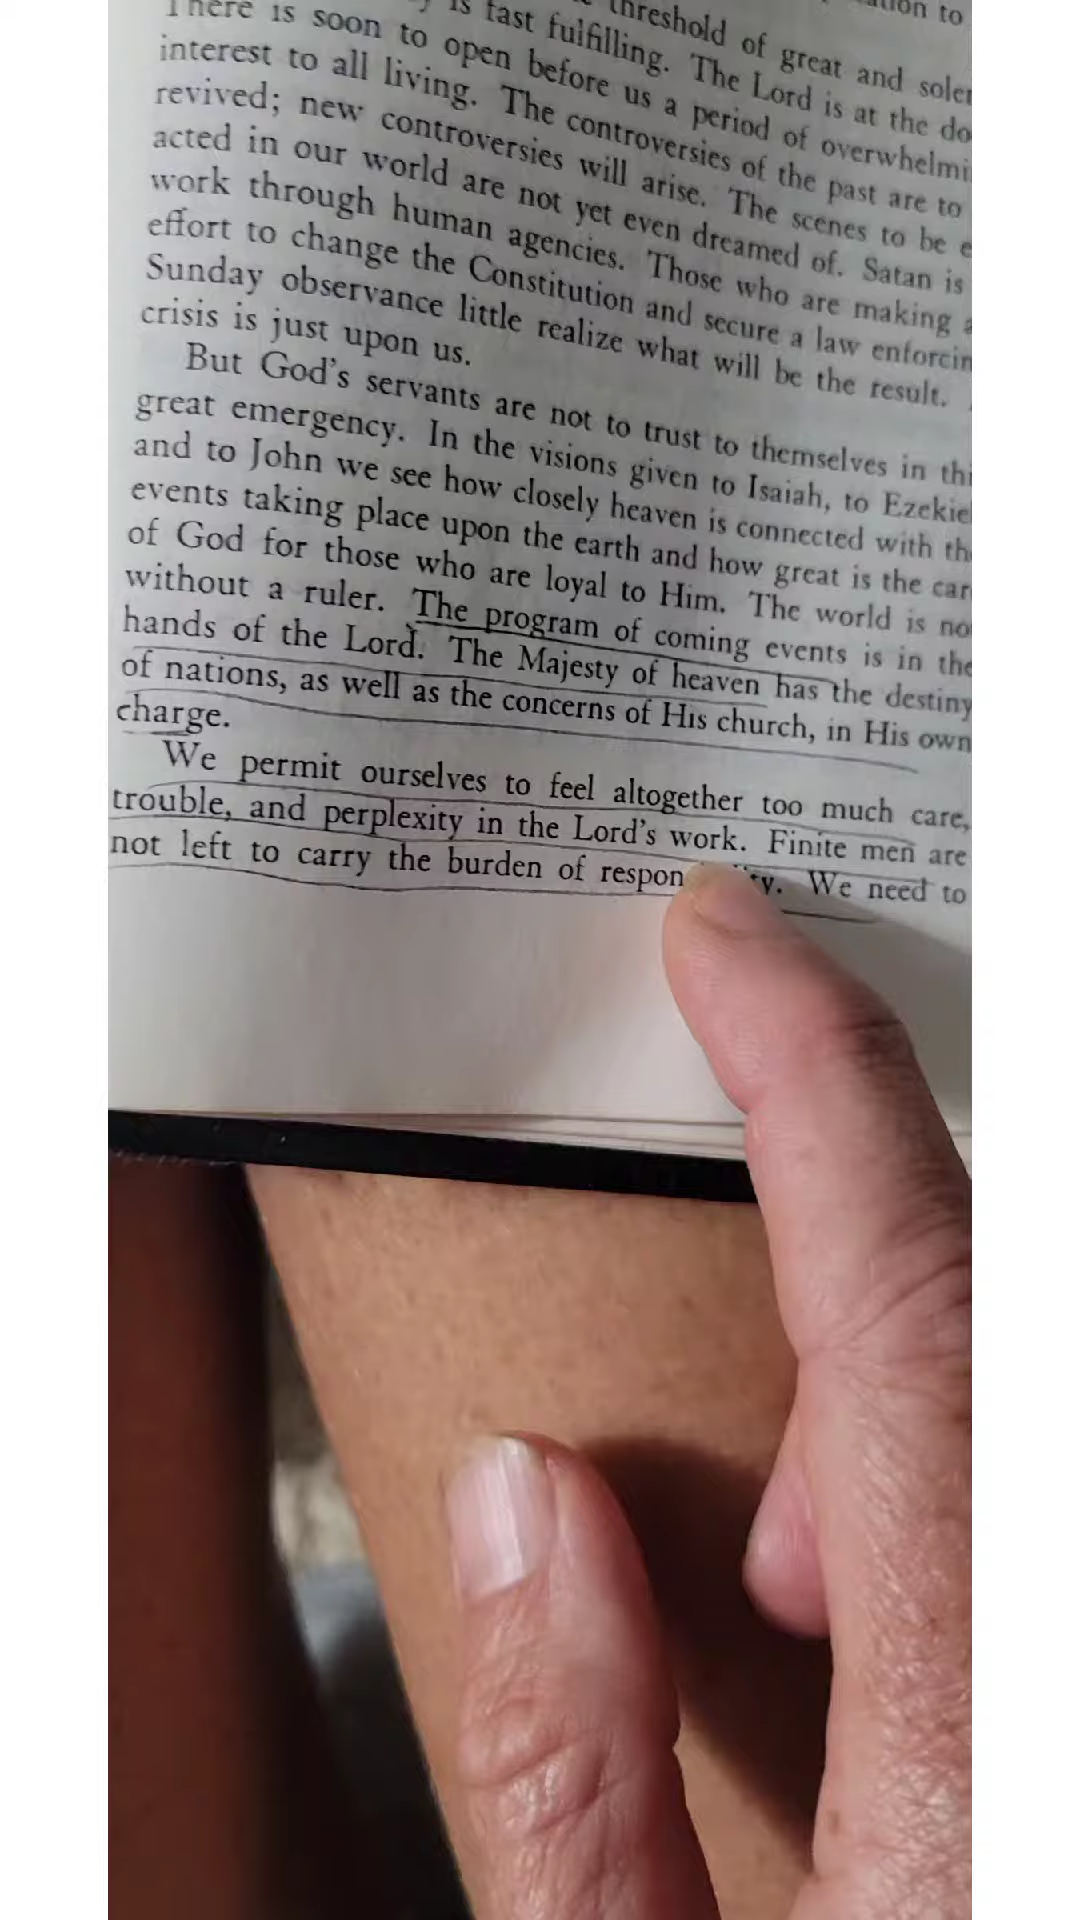 to
threshold of great and
is fast fulfilling. The Lord is at the
There is soon to open before us a period of
interest to all living. The controversies of the past are to
revived; new controversies will arise. The scenes to be
acted in our world are not yet even dreamed of. Satan is
work through human agencies. Those who are making
effort to change the Constitution and secure a law
Sunday observance little realize what will be the result.
crisis is just upon us.
But God's servants are not to trust to themselves in
great emergency. In the visions given to Isaiah, to
and to John we see how closely heaven is connected with
events taking place upon the earth and how great is the
of God for those who are loyal to Him. The world is
without a ruler. The program of coming events is in the
hands of the Lord. The Majesty of heaven has the destiny
of nations, as well as the concerns of His church, in His own
charge.
We permit ourselves to feel altogether too much care,
trouble, and perplexity in the Lord's work. Finite men are
not left to carry the burden of We need to